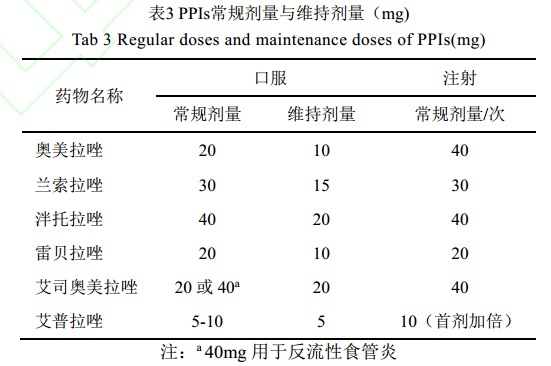 表3 PPIs常规剂量与维持剂量（mg）
Tab 3 Regular doses and maintenance doses of PPIs(mg)
药物名称 口服 注射
常规剂量 维持剂量 常规剂量/次
奥美拉唑 20 10 40
兰索拉唑 30 15 30
泮托拉唑 40 20 40
雷贝拉唑 20 10 20
艾司奥美拉唑 20 或 40ᵃ 20 40
艾普拉唑 5-10 5 10（首剂加倍）
注：ᵃ 40mg 用于反流性食管炎